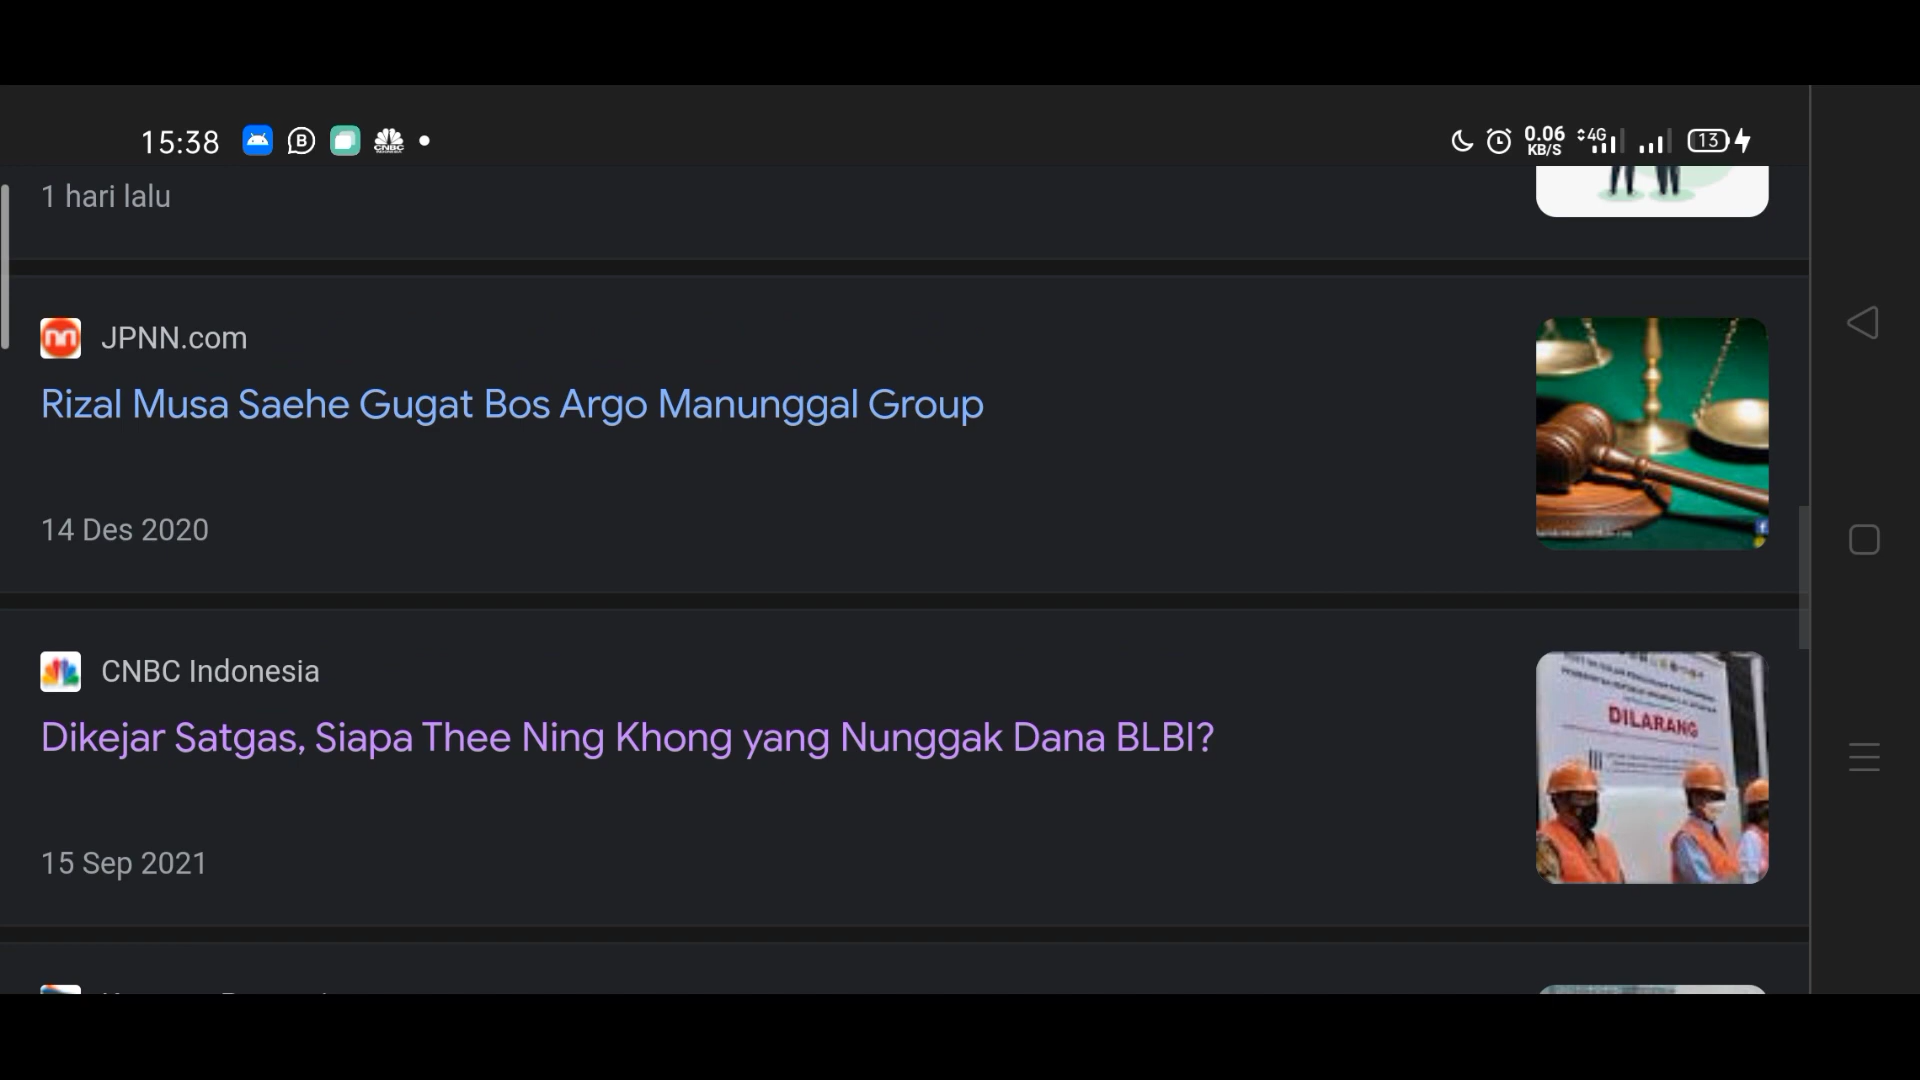 15:38
0.06
KB/S
4G
13
1 hari lalu
JPNN.com
Rizal Musa Saehe Gugat Bos Argo Manunggal Group
14 Des 2020
CNBC Indonesia
Dikejar Satgas, Siapa Thee Ning Khong yang Nunggak Dana BLBI?
DILARANG
15 Sep 2021